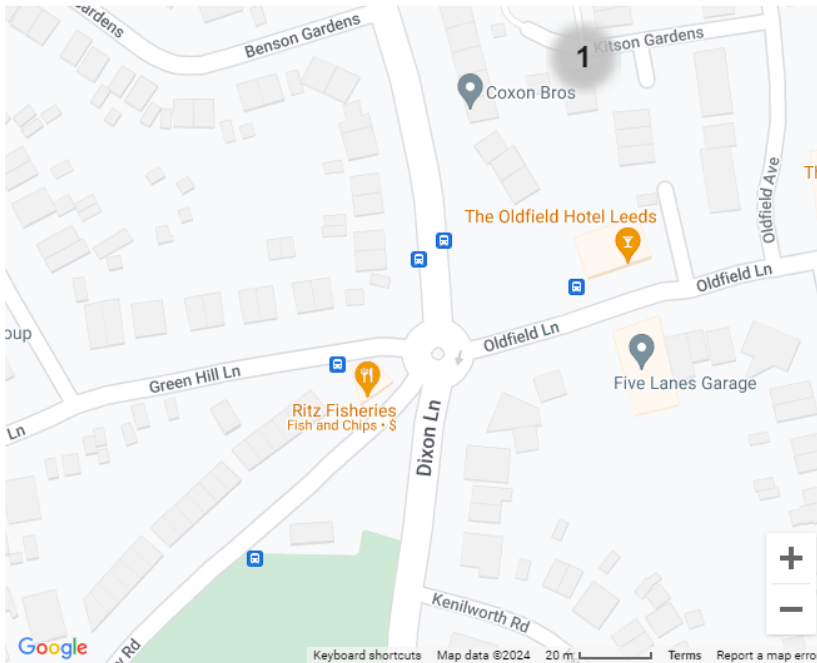 Gardens
Benson Gardens
1
Kitson Gardens
Coxon Bros
Oldfield Ave
Th
The Oldfield Hotel Leeds
Oldfield Ln
Oldfield Ln
oup
Green Hill Ln
Five Lanes Garage
Ritz Fisheries
Fish and Chips • $
Ln
Dixon Ln
Kenilworth Rd
y Rd
+
−
Google
Keyboard shortcuts Map data ©2024 20 m Terms Report a map erro